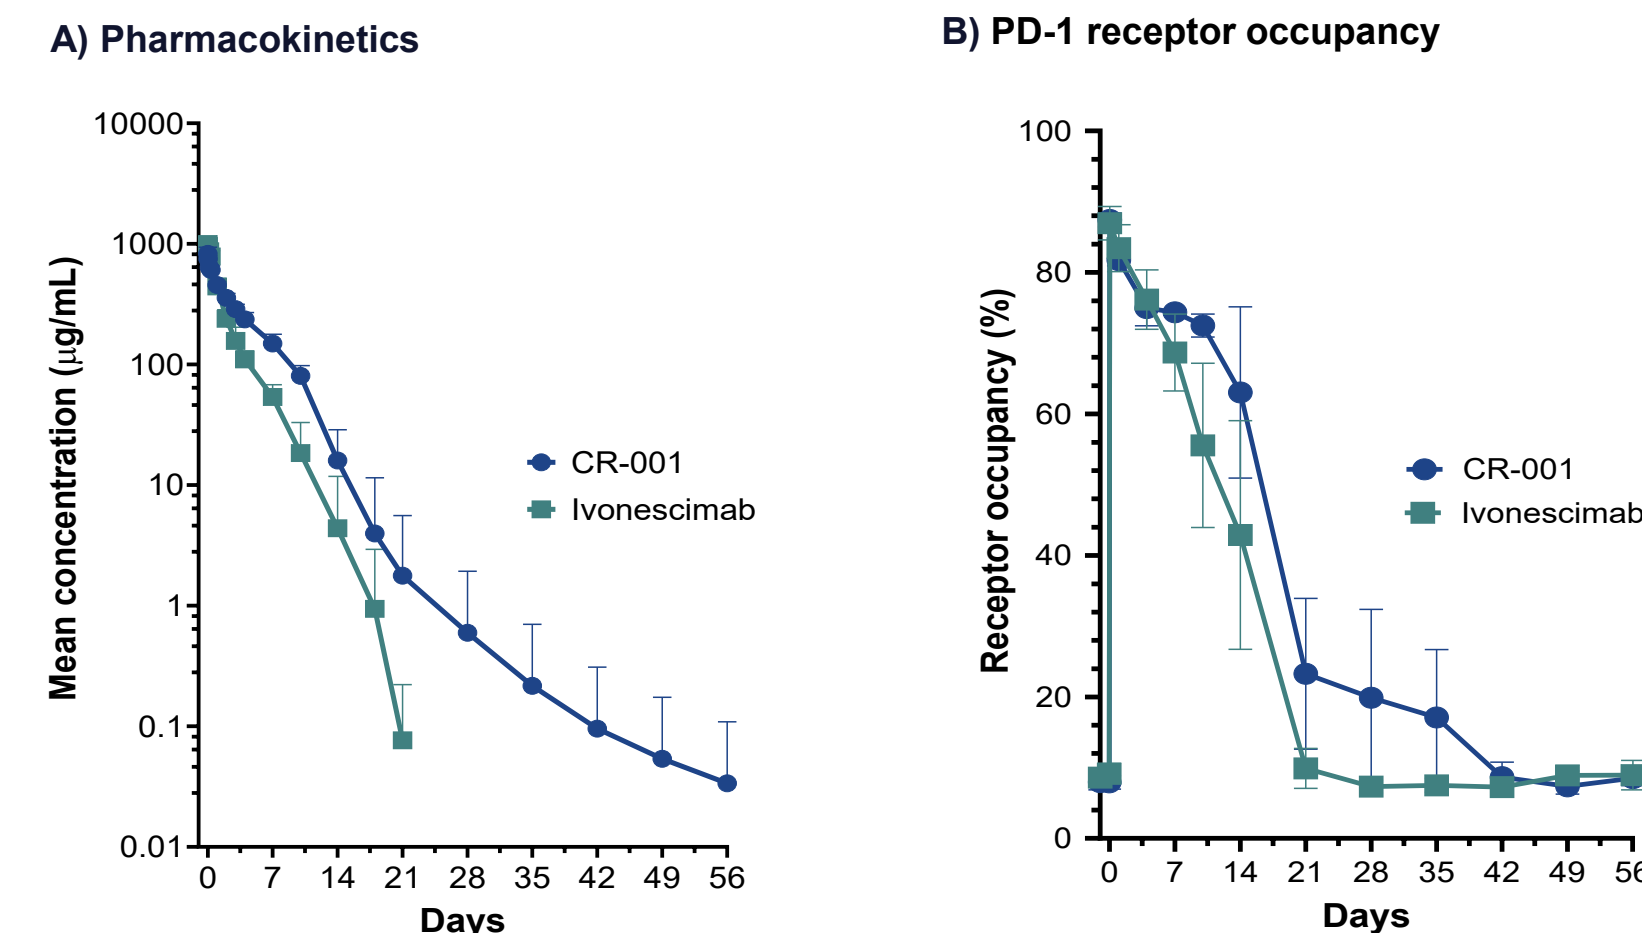 A) Pharmacokinetics
10000
1000
100
10
1
0.1
0.01
Mean concentration (μg/mL)
CR-001
Ivonescimab
0 7 14 21 28 35 42 49 56
Days
B) PD-1 receptor occupancy
100
80
60
40
20
0
Receptor occupancy (%)
CR-001
Ivonescimab
0 7 14 21 28 35 42 49 56
Days